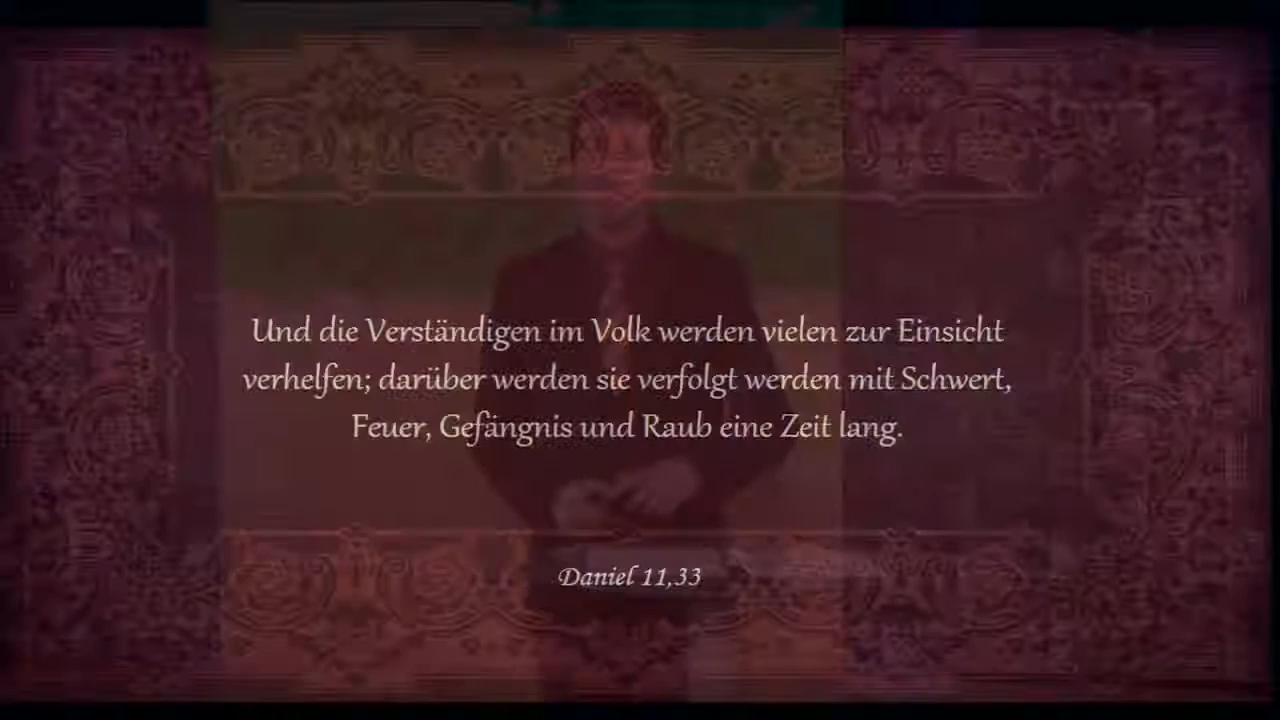 Und die Verständigen im Volk werden vielen zur Einsicht
verhelfen; darüber werden sie verfolgt werden mit Schwert,
Feuer, Gefängnis und Raub eine Zeit lang.
Daniel 11,33